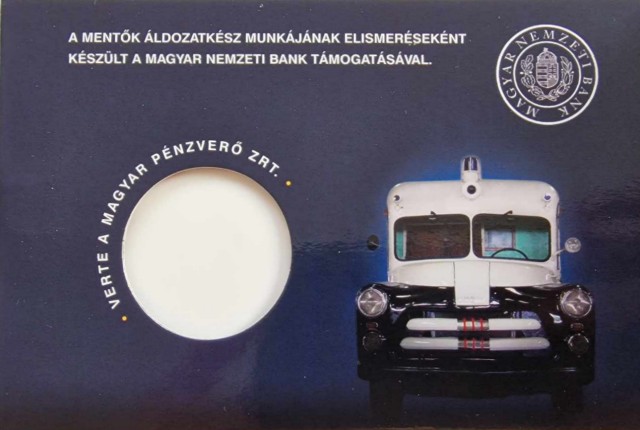 A MENTŐK ÁLDOZATKÉSZ MUNKÁJÁNAK ELISMERÉSEKÉNT
KÉSZÜLT A MAGYAR NEMZETI BANK TÁMOGATÁSÁVAL.
MAGYAR NEMZETI BANK
VERTE A MAGYAR PÉNZVERŐ ZRT.